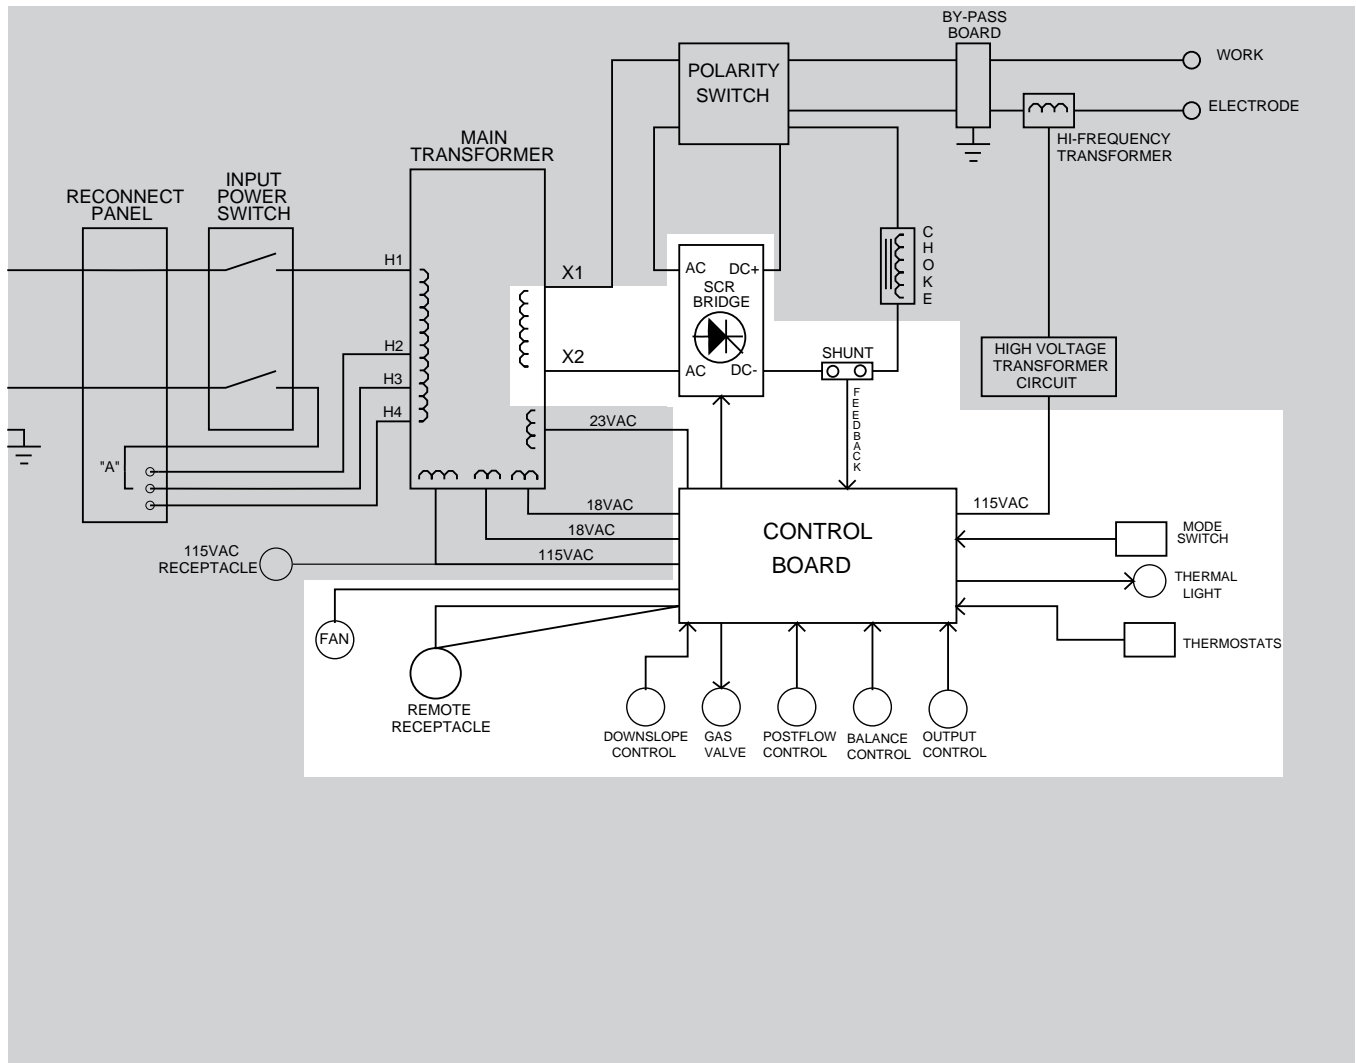 BY-PASS
BOARD
WORK
POLARITY
SWITCH
ELECTRODE
HI-FREQUENCY
TRANSFORMER
MAIN
TRANSFORMER
INPUT
POWER
SWITCH
RECONNECT
PANEL
H1
H2
H3
H4
"A"
X1
X2
AC
DC+
SCR
BRIDGE
AC
DC-
CHOKE
SHUNT
FEEDBACK
HIGH VOLTAGE
TRANSFORMER
CIRCUIT
23VAC
18VAC
18VAC
115VAC
115VAC
RECEPTACLE
CONTROL
BOARD
115VAC
MODE
SWITCH
THERMAL
LIGHT
THERMOSTATS
FAN
REMOTE
RECEPTACLE
DOWNSLOPE
CONTROL
GAS
VALVE
POSTFLOW
CONTROL
BALANCE
CONTROL
OUTPUT
CONTROL